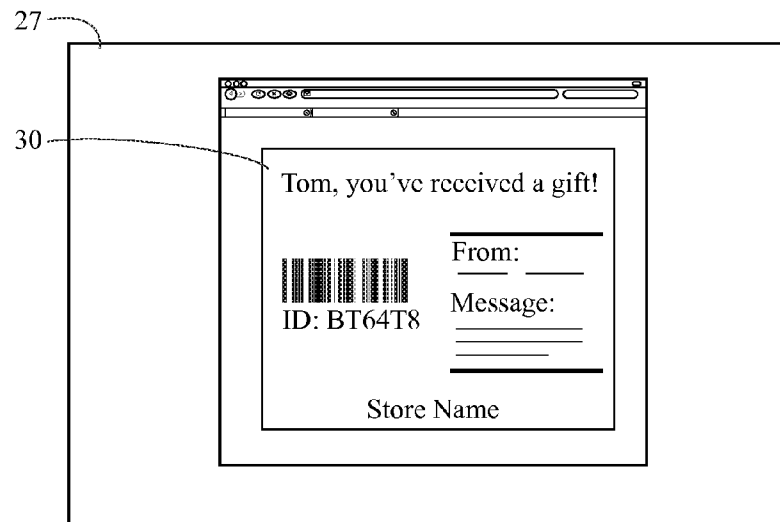 27
30
Tom, you've received a gift!
From:
Message:
ID: BT64T8
Store Name